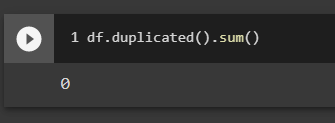 1 df.duplicated().sum()
0